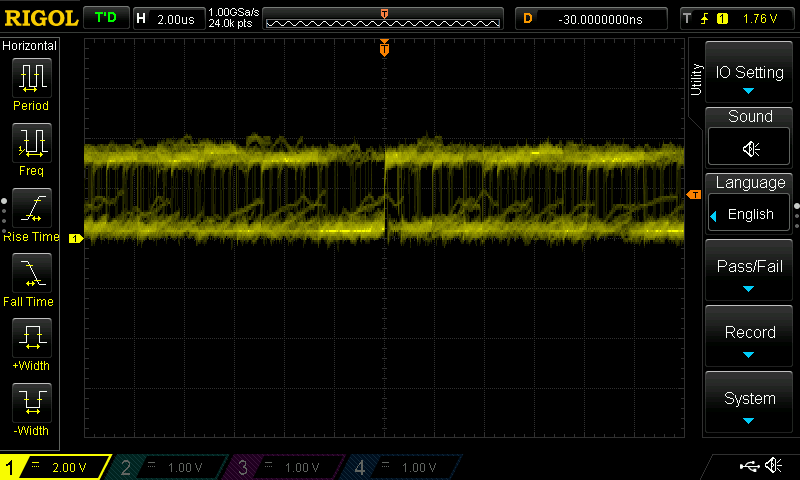 RIGOL T'D H 2.00us 1.00GSa/s 24.0k pts T D -30.0000000ns T 1 1.76 V
Horizontal
Period
Freq
Rise Time
Fall Time
+Width
-Width
T
T
1
Utility
IO Setting
Sound
Language
English
Pass/Fail
Record
System
1 2.00 V 2 1.00 V 3 1.00 V 4 1.00 V